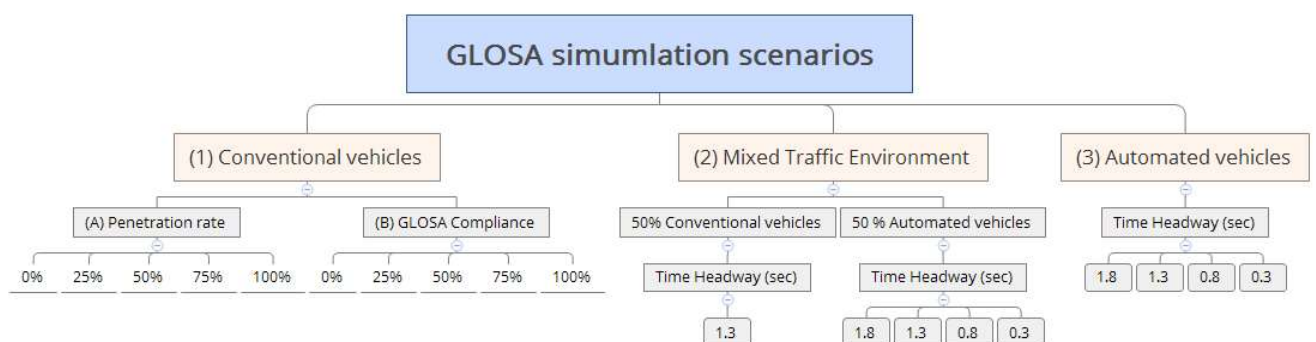 GLOSA simumlation scenarios
(1) Conventional vehicles
(2) Mixed Traffic Environment
(3) Automated vehicles
(A) Penetration rate
(B) GLOSA Compliance
50% Conventional vehicles
50 % Automated vehicles
Time Headway (sec)
0% 25% 50% 75% 100%
0% 25% 50% 75% 100%
Time Headway (sec)
Time Headway (sec)
1.8 1.3 0.8 0.3
1.3
1.8 1.3 0.8 0.3